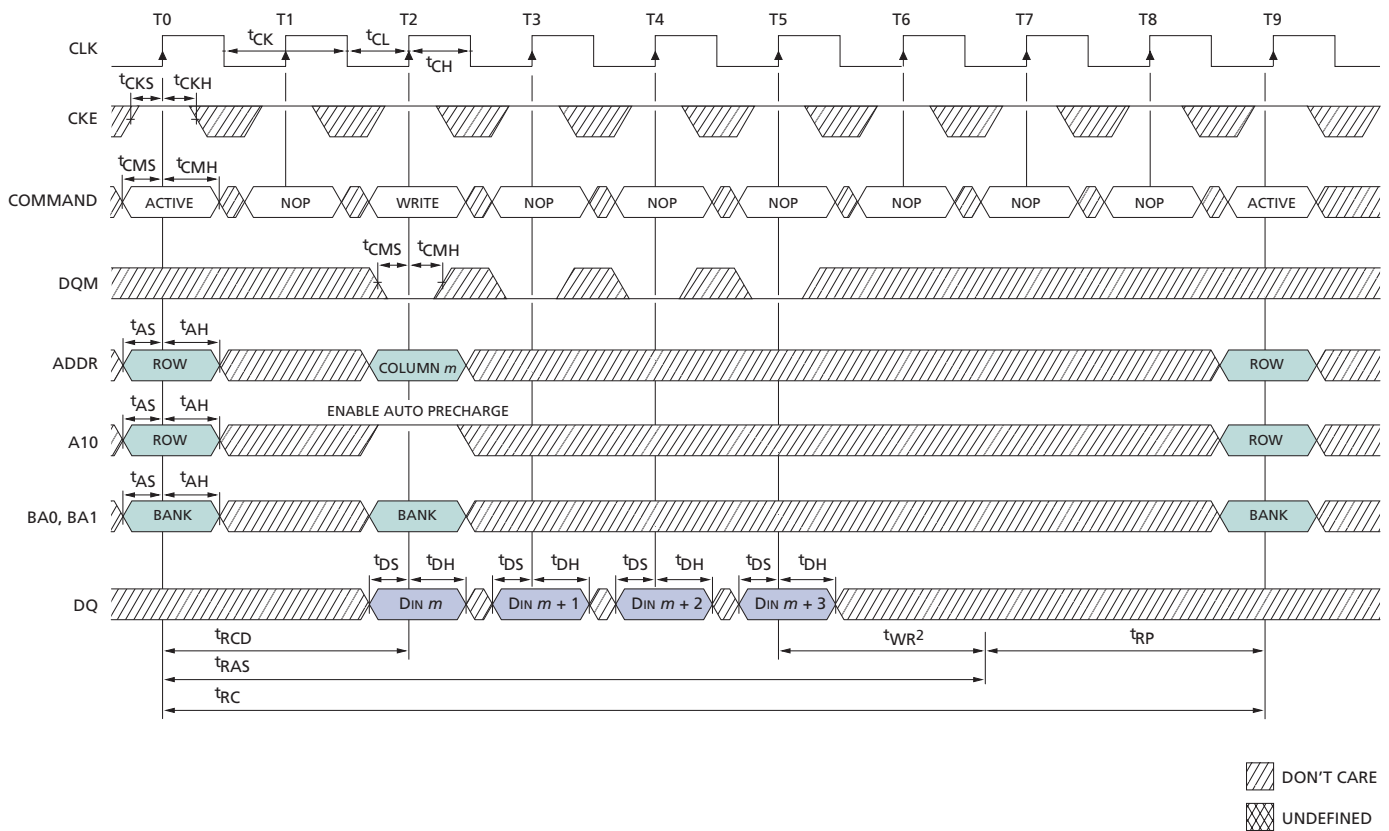 T0 T1 T2 T3 T4 T5 T6 T7 T8 T9
CLK tCK tCL tCH
tCKS tCKH
CKE
tCMS tCMH
COMMAND ACTIVE NOP WRITE NOP NOP NOP NOP NOP NOP ACTIVE
tCMS tCMH
DQM
tAS tAH
ADDR ROW COLUMN m ROW
tAS tAH ENABLE AUTO PRECHARGE
A10 ROW ROW
tAS tAH
BA0, BA1 BANK BANK BANK
tDS tDH tDS tDH tDS tDH tDS tDH
DQ DIN m DIN m + 1 DIN m + 2 DIN m + 3
tRCD tWR2 tRP
tRAS
tRC
DON'T CARE
UNDEFINED